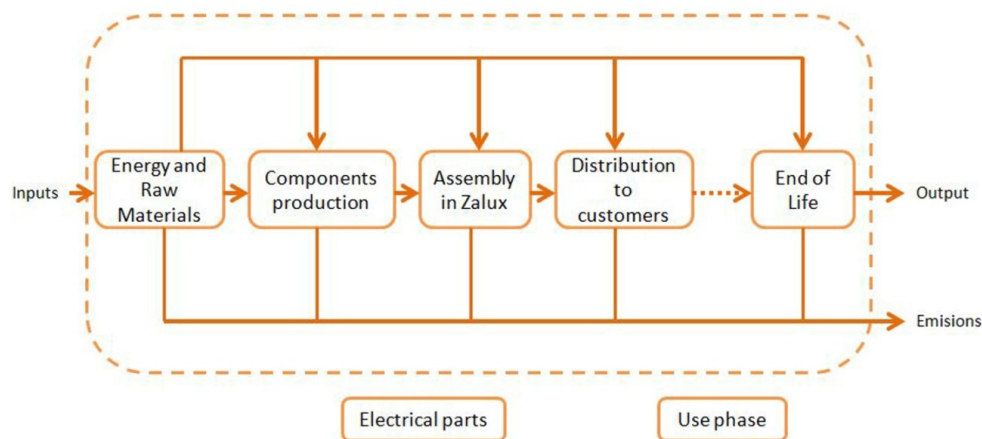 Inputs
Energy and
Raw
Materials
Components
production
Assembly
in Zalux
Distribution
to
customers
End of
Life
Output
Emisions
Electrical parts
Use phase